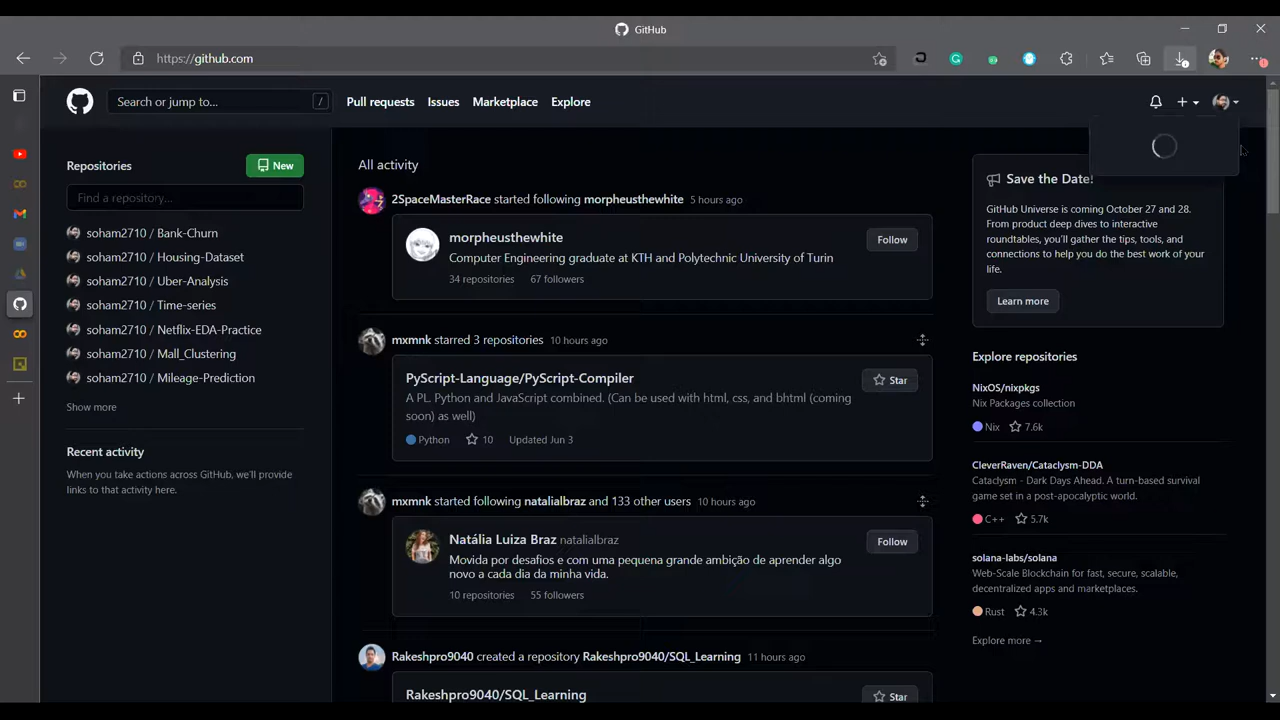 GitHub
https://github.com
Search or jump to...
/
Pull requests
Issues
Marketplace
Explore
Repositories
New
Find a repository...
soham2710 / Bank-Churn
soham2710 / Housing-Dataset
soham2710 / Uber-Analysis
soham2710 / Time-series
soham2710 / Netflix-EDA-Practice
soham2710 / Mall_Clustering
soham2710 / Mileage-Prediction
Show more
Recent activity
When you take actions across GitHub, we'll provide
links to that activity here.
All activity
2SpaceMasterRace started following morpheusthewhite 5 hours ago
morpheusthewhite
Follow
Computer Engineering graduate at KTH and Polytechnic University of Turin
34 repositories 67 followers
mxmnk starred 3 repositories 10 hours ago
PyScript-Language/PyScript-Compiler
Star
A PL. Python and JavaScript combined. (Can be used with html, css, and bhtml (coming
soon) as well)
Python 10 Updated Jun 3
mxmnk started following natalialbraz and 133 other users 10 hours ago
Natália Luiza Braz natalialbraz
Follow
Movida por desafios e com uma pequena grande ambição de aprender algo
novo a cada dia da minha vida.
10 repositories 55 followers
Rakeshpro9040 created a repository Rakeshpro9040/SQL_Learning 11 hours ago
Rakeshpro9040/SQL_Learning
Star
Save the Date!
GitHub Universe is coming October 27 and 28.
From product deep dives to interactive
roundtables, you'll gather the tips, tools, and
connections to help you do the best work of your
life.
Learn more
Explore repositories
NixOS/nixpkgs
Nix Packages collection
Nix 7.6k
CleverRaven/Cataclysm-DDA
Cataclysm - Dark Days Ahead. A turn-based survival
game set in a post-apocalyptic world.
C++ 5.7k
solana-labs/solana
Web-Scale Blockchain for fast, secure, scalable,
decentralized apps and marketplaces.
Rust 4.3k
Explore more →